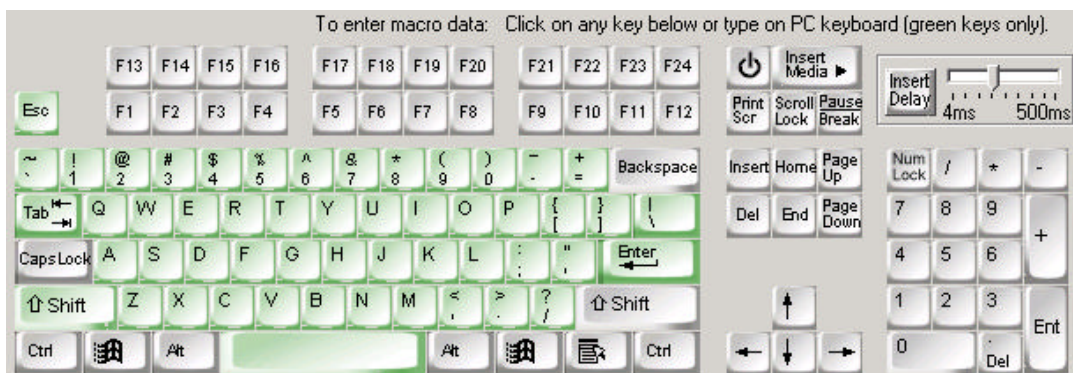 To enter macro data: Click on any key below or type on PC keyboard (green keys only).
F13 F14 F15 F16 F17 F18 F19 F20 F21 F22 F23 F24 Insert Media ▶
Insert Delay 4ms 500ms
Esc F1 F2 F3 F4 F5 F6 F7 F8 F9 F10 F11 F12 Print Scr Scroll Lock Pause Break
~ ` ! 1 @ 2 # 3 $ 4 % 5 ^ 6 & 7 * 8 ( 9 ) 0 - - + = Backspace Insert Home Page Up Num Lock / * -
Tab Q W E R T Y U I O P { [ } ] | \ Del End Page Down 7 8 9 +
CapsLock A S D F G H J K L : ; " ' Enter 4 5 6
Shift Z X C V B N M < , > . ? / Shift 1 2 3 Ent
Ctrl Alt Alt Ctrl 0 . Del